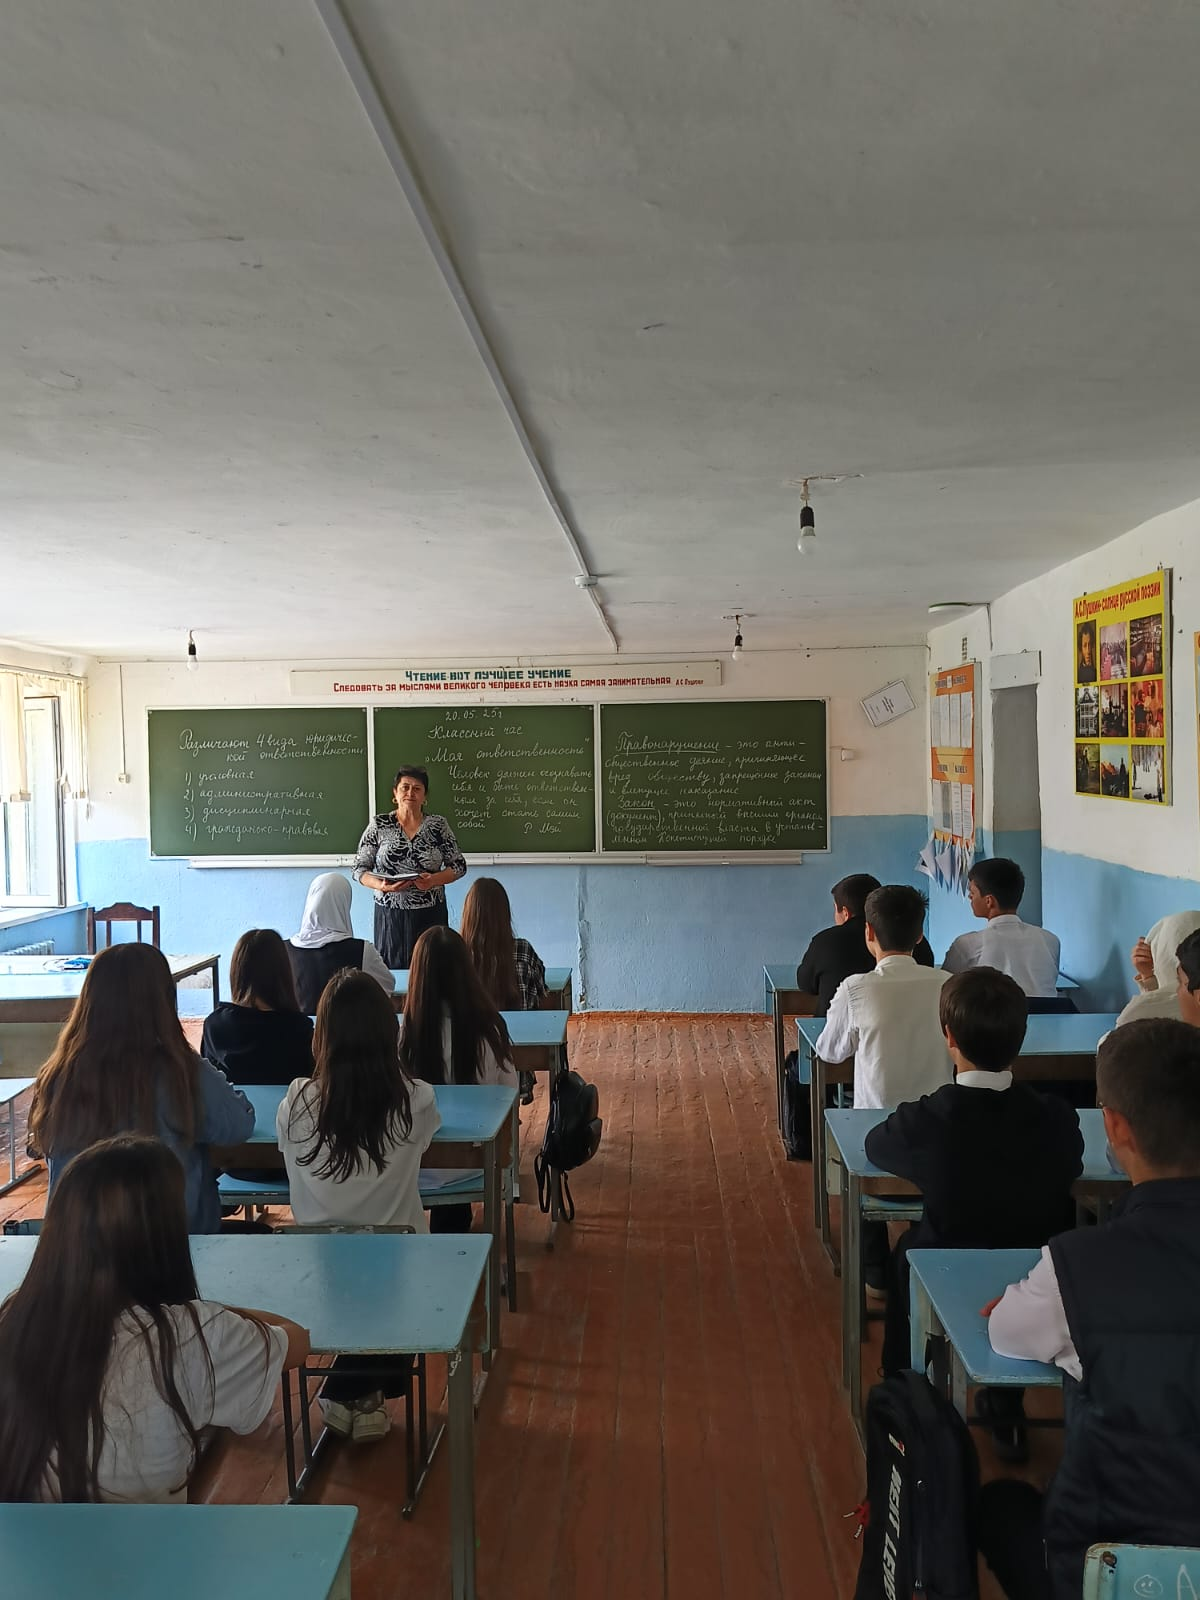 ЧТЕНИЕ-ВОТ ЛУЧШЕЕ УЧЕНИЕ
СЛЕДОВАТЬ ЗА МЫСЛЯМИ ВЕЛИКОГО ЧЕЛОВЕКА ЕСТЬ НАУКА САМАЯ ЗАНИМАТЕЛЬНАЯ. А.С.Пушкин
Различают 4 вида юридичес-
кой ответственности
1) уголовная
2) административная
3) дисциплинарная
4) гражданско-правовая
20.05.25г
Классный час
"Моя ответственность"
Человек должен осознавать
себя и быть ответствен-
ным за себя, если он
хочет стать самим
собой Р. Мэй
Правонарушение - это анти-
общественное деяние, причиняющее
вред обществу, запрещённое законом
и влекущее наказание
Закон - это нормативный акт
(документ), принятый высшим органом
государственной власти в установ-
ленном Конституцией порядке
А.С.Пушкин-солнце русской поэзии
NEXT LEVEL